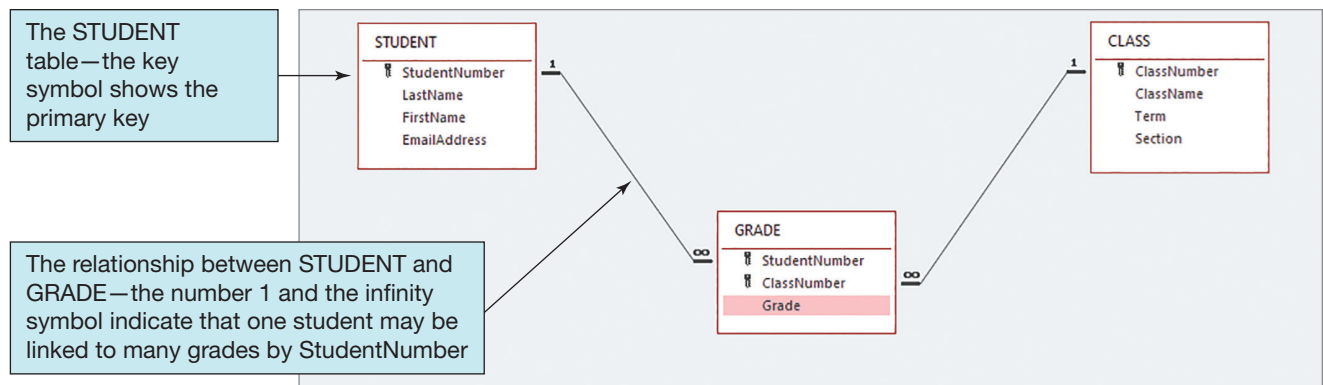 The STUDENT
table—the key
symbol shows the
primary key
STUDENT
StudentNumber
LastName
FirstName
EmailAddress
1
CLASS
ClassNumber
ClassName
Term
Section
1
The relationship between STUDENT and
GRADE—the number 1 and the infinity
symbol indicate that one student may be
linked to many grades by StudentNumber
GRADE
StudentNumber
ClassNumber
Grade
∞
∞